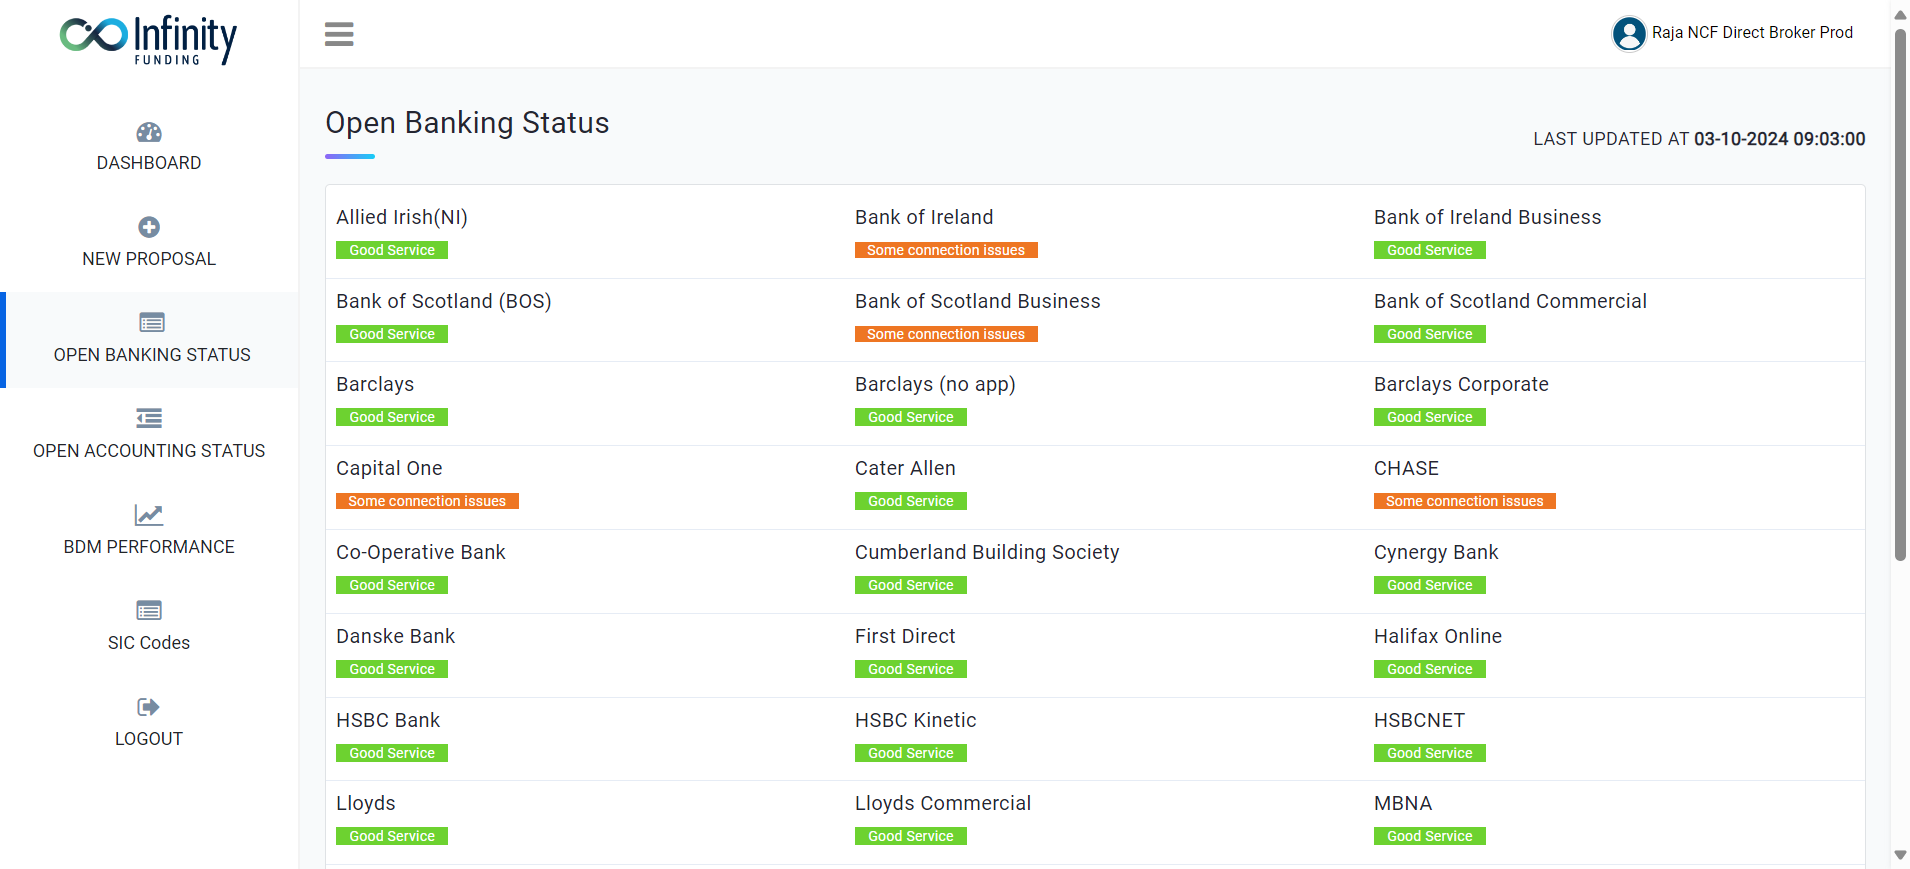 Infinity
FUNDING
Raja NCF Direct Broker Prod
DASHBOARD
NEW PROPOSAL
OPEN BANKING STATUS
OPEN ACCOUNTING STATUS
BDM PERFORMANCE
SIC Codes
LOGOUT
Open Banking Status
LAST UPDATED AT 03-10-2024 09:03:00
Allied Irish(NI)
Good Service
Bank of Ireland
Some connection issues
Bank of Ireland Business
Good Service
Bank of Scotland (BOS)
Good Service
Bank of Scotland Business
Some connection issues
Bank of Scotland Commercial
Good Service
Barclays
Good Service
Barclays (no app)
Good Service
Barclays Corporate
Good Service
Capital One
Some connection issues
Cater Allen
Good Service
CHASE
Some connection issues
Co-Operative Bank
Good Service
Cumberland Building Society
Good Service
Cynergy Bank
Good Service
Danske Bank
Good Service
First Direct
Good Service
Halifax Online
Good Service
HSBC Bank
Good Service
HSBC Kinetic
Good Service
HSBCNET
Good Service
Lloyds
Good Service
Lloyds Commercial
Good Service
MBNA
Good Service